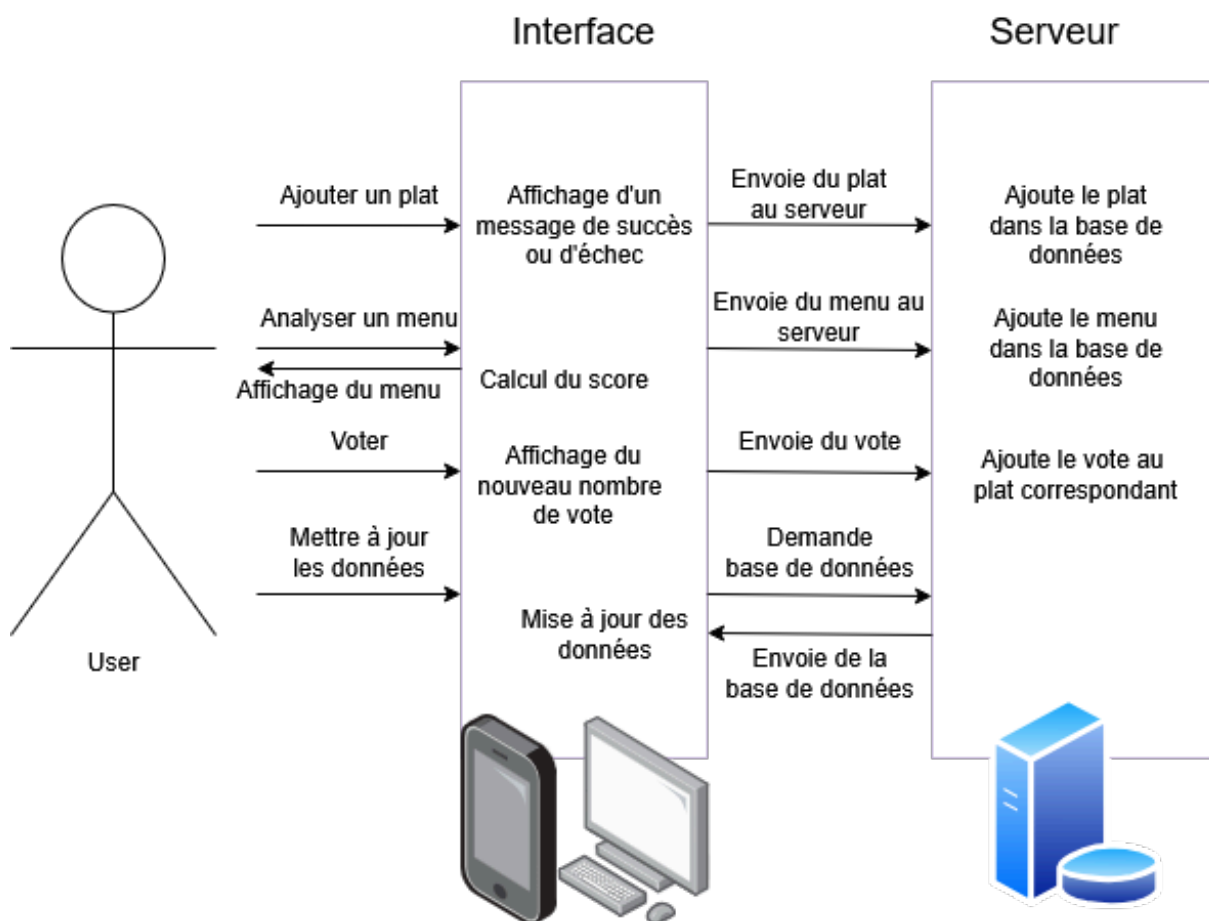 Interface
Serveur
Ajouter un plat
Affichage d'un
message de succès
ou d'échec
Envoie du plat
au serveur
Ajoute le plat
dans la base de
données
Analyser un menu
Affichage du menu
Calcul du score
Envoie du menu au
serveur
Ajoute le menu
dans la base de
données
Voter
Affichage du
nouveau nombre
de vote
Envoie du vote
Ajoute le vote au
plat correspondant
Mettre à jour
les données
Demande
base de données
Mise à jour des
données
Envoie de la
base de données
User